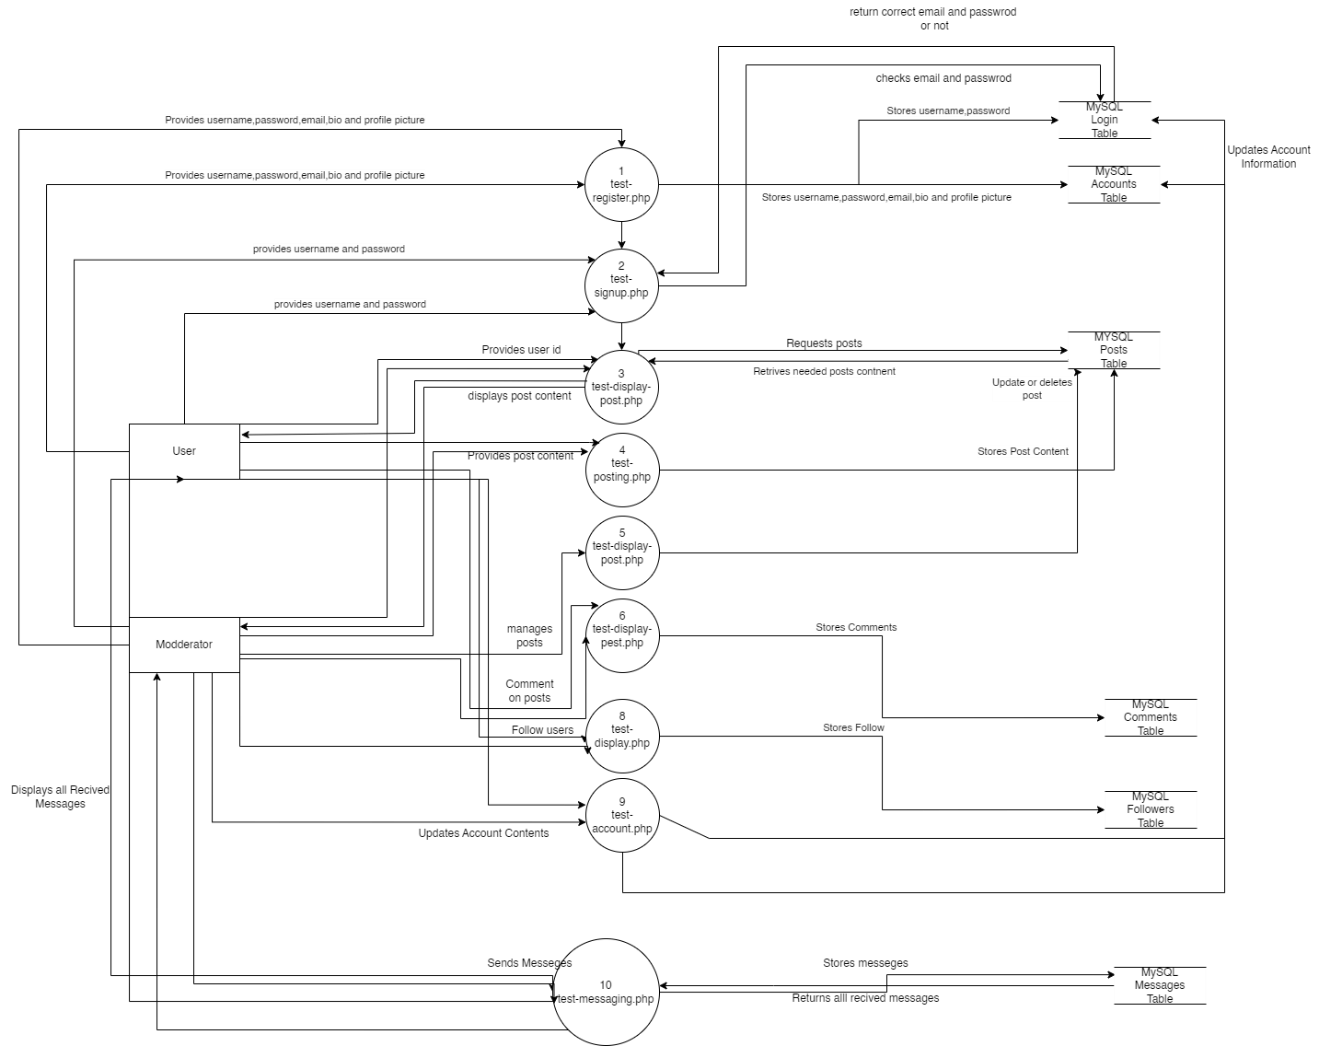 return correct email and passwrod
or not
checks email and passwrod
MySQL
Login
Table
Stores username,password
Provides username,password,email,bio and profile picture
Updates Account
Information
1
test-
register.php
Provides username,password,email,bio and profile picture
MySQL
Accounts
Table
Stores username,password,email,bio and profile picture
provides username and password
2
test-
signup.php
provides username and password
Provides user id
Requests posts
MYSQL
Posts
Table
3
test-display-
post.php
Retrives needed posts contnent
Update or deletes
post
displays post content
User
Provides post content
4
test-
posting.php
Stores Post Content
5
test-display-
post.php
manages
posts
6
test-display-
pest.php
Stores Comments
Modderator
Comment
on posts
MySQL
Comments
Table
Follow users
8
test-
display.php
Stores Follow
Displays all Recived
Messages
MySQL
Followers
Table
9
test-
account.php
Updates Account Contents
Sends Messeges
10
test-messaging.php
Stores messeges
Returns alll recived messages
MySQL
Messages
Table